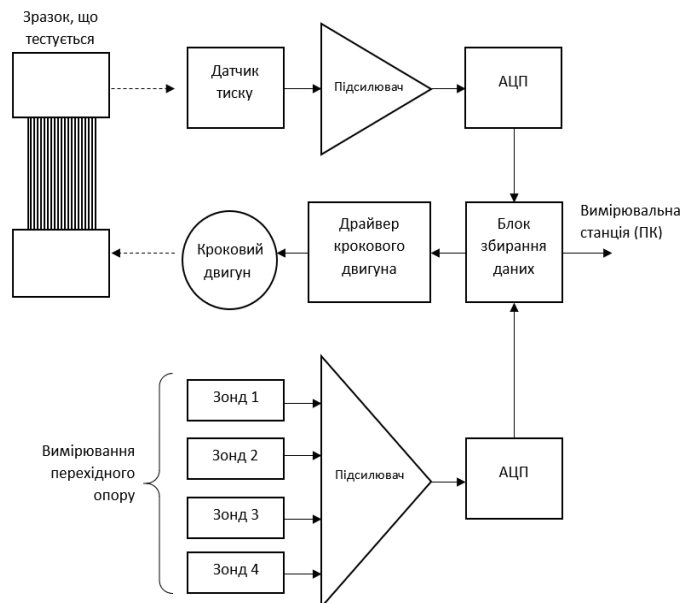 Зразок, що
тестується
Датчик
тиску
Підсилювач
АЦП
Кроковий
двигун
Драйвер
крокового
двигуна
Блок
збирання
даних
Вимірювальна
станція (ПК)
Вимірювання
перехідного
опору
Зонд 1
Зонд 2
Зонд 3
Зонд 4
Підсилювач
АЦП